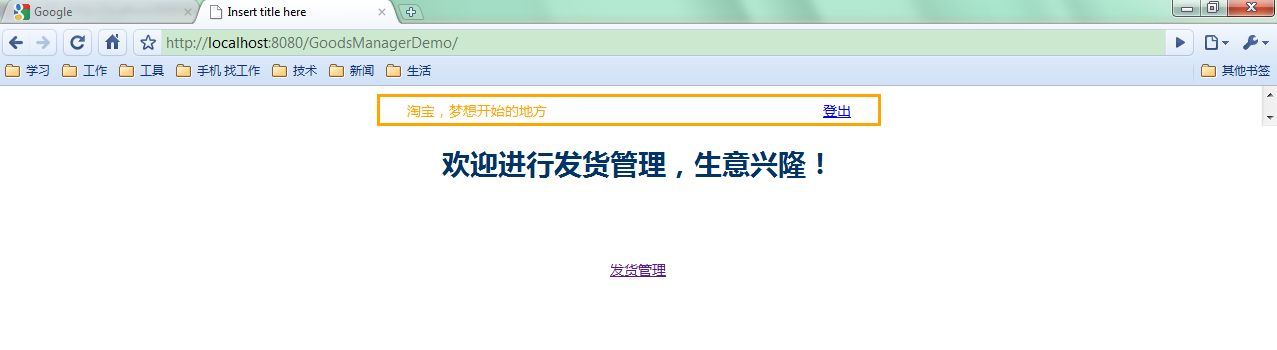 Google
Insert title here
http://localhost:8080/GoodsManagerDemo/
学习 工作 工具 手机 找工作 技术 新闻 生活 其他书签
淘宝，梦想开始的地方 登出
欢迎进行发货管理，生意兴隆！
发货管理